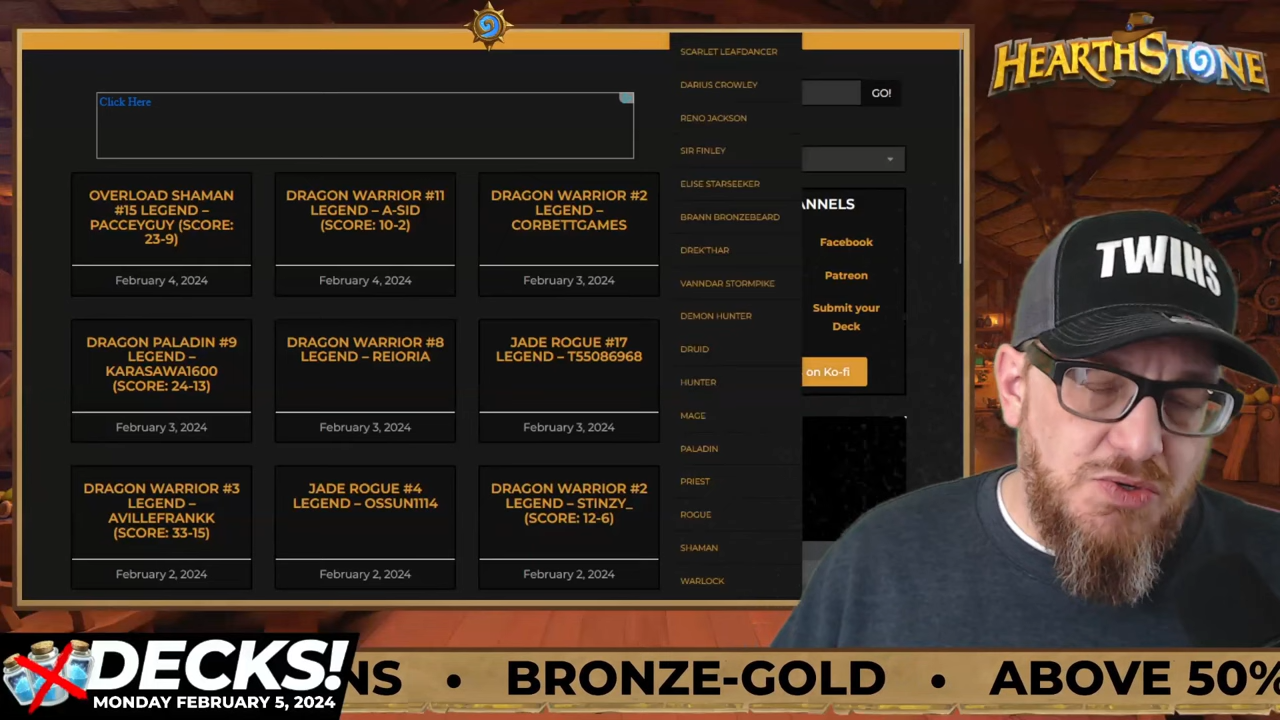 Click Here
OVERLOAD SHAMAN
#15 LEGEND –
PACCEYGUY (SCORE:
23-9)
February 4, 2024
DRAGON WARRIOR #11
LEGEND – A-SID
(SCORE: 10-2)
February 4, 2024
DRAGON WARRIOR #2
LEGEND –
CORBETTGAMES
February 3, 2024
DRAGON PALADIN #9
LEGEND –
KARASAWA1600
(SCORE: 24-13)
February 3, 2024
DRAGON WARRIOR #8
LEGEND – REIORIA
February 3, 2024
JADE ROGUE #17
LEGEND – T55086968
February 3, 2024
DRAGON WARRIOR #3
LEGEND –
AVILLEFRANKK
(SCORE: 33-15)
February 2, 2024
JADE ROGUE #4
LEGEND – OSSUN1114
February 2, 2024
DRAGON WARRIOR #2
LEGEND – STINZY_
(SCORE: 12-6)
February 2, 2024
SCARLET LEAFDANCER
DARIUS CROWLEY
RENO JACKSON
SIR FINLEY
ELISE STARSEEKER
BRANN BRONZEBEARD
DREK'THAR
VANNDAR STORMPIKE
DEMON HUNTER
DRUID
HUNTER
MAGE
PALADIN
PRIEST
ROGUE
SHAMAN
WARLOCK
GO!
ANNELS
Facebook
Patreon
Submit your
Deck
on Ko-fi
HEARTHSTONE
TWIHS
DECKS!
MONDAY FEBRUARY 5, 2024
NS • BRONZE-GOLD • ABOVE 50%